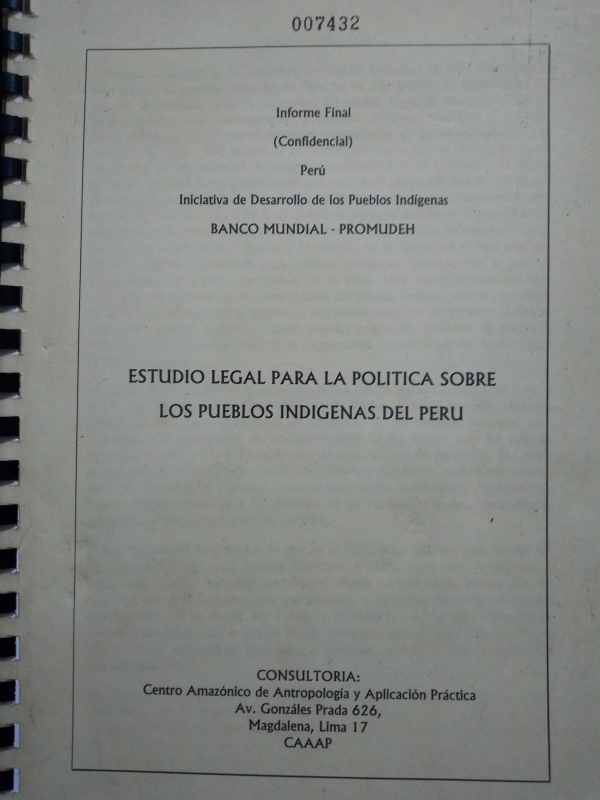 007432
Informe Final
(Confidencial)
Perú
Iniciativa de Desarrollo de los Pueblos Indígenas
BANCO MUNDIAL - PROMUDEH
ESTUDIO LEGAL PARA LA POLITICA SOBRE
LOS PUEBLOS INDIGENAS DEL PERU
CONSULTORIA:
Centro Amazónico de Antropología y Aplicación Práctica
Av. Gonzáles Prada 626,
Magdalena, Lima 17
CAAAP